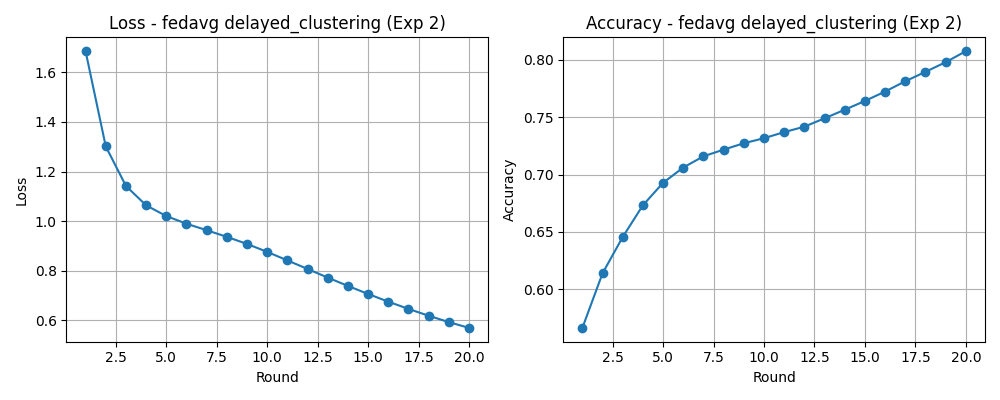 Loss - fedavg delayed_clustering (Exp 2)
1.6
1.4
1.2
1.0
0.8
0.6
Loss
2.5 5.0 7.5 10.0 12.5 15.0 17.5 20.0
Round
Accuracy - fedavg delayed_clustering (Exp 2)
0.80
0.75
0.70
0.65
0.60
Accuracy
2.5 5.0 7.5 10.0 12.5 15.0 17.5 20.0
Round